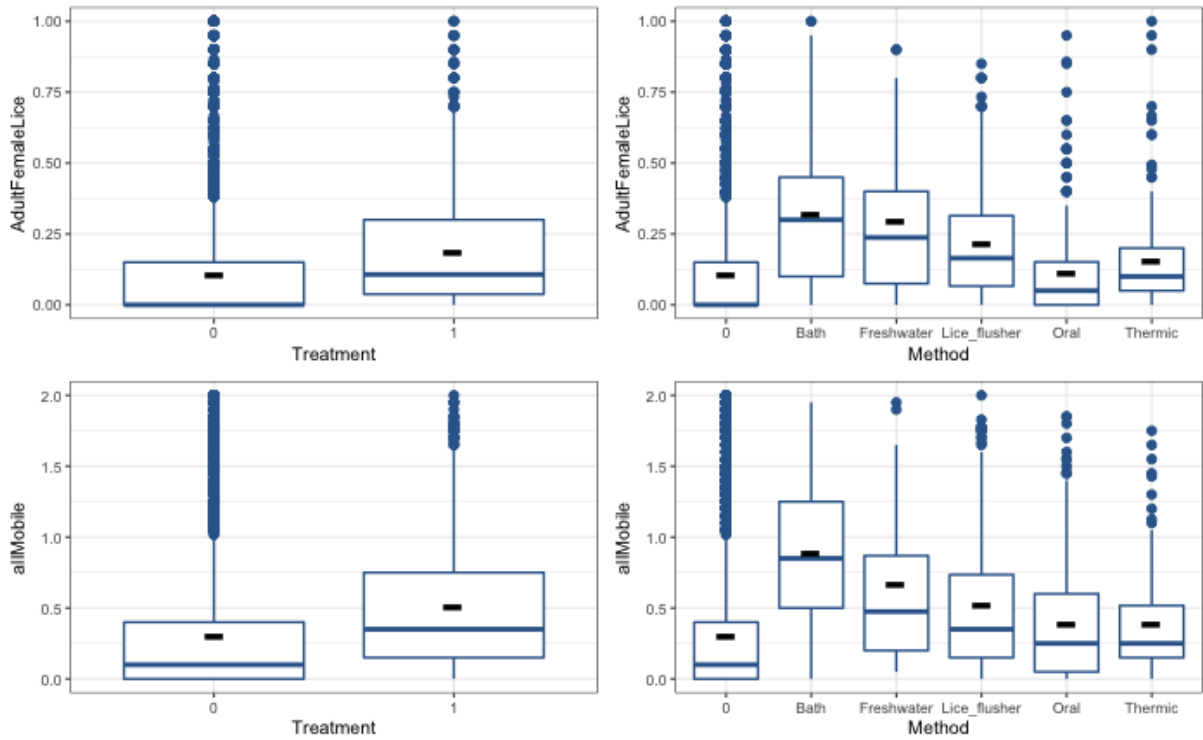 AdultFemaleLice
1.00
0.75
0.50
0.25
0.00
0 1
Treatment
AdultFemaleLice
1.00
0.75
0.50
0.25
0.00
0 Bath Freshwater Lice_flusher Oral Thermic
Method
allMobile
2.0
1.5
1.0
0.5
0.0
0 1
Treatment
allMobile
2.0
1.5
1.0
0.5
0.0
0 Bath Freshwater Lice_flusher Oral Thermic
Method